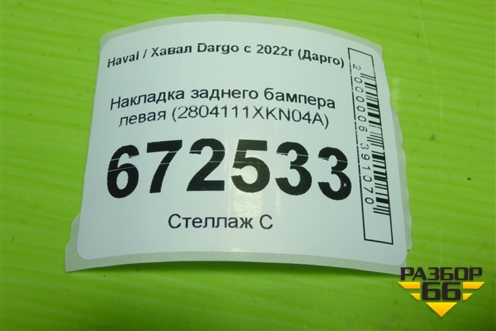 Haval / Хавал Dargo с 2022г (Дарго)
Накладка заднего бампера
левая (2804111XKN04A)
672533
Стеллаж С
2000006391070
РАЗБОР
66